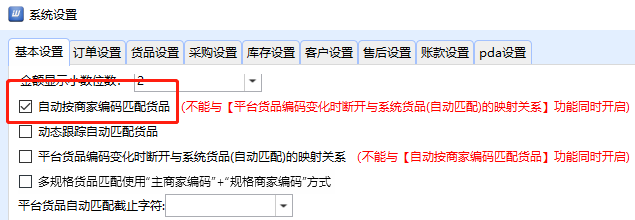 系统设置
基本设置 订单设置 货品设置 采购设置 库存设置 客户设置 售后设置 账款设置 pda设置
金额显示小数位数： 2
自动按商家编码匹配货品 (不能与【平台货品编码变化时断开与系统货品(自动匹配)的映射关系】功能同时开启)
动态跟踪自动匹配货品
平台货品编码变化时断开与系统货品(自动匹配)的映射关系 (不能与【自动按商家编码匹配货品】功能同时开启)
多规格货品匹配使用“主商家编码”+“规格商家编码”方式
平台货品自动匹配截止字符: